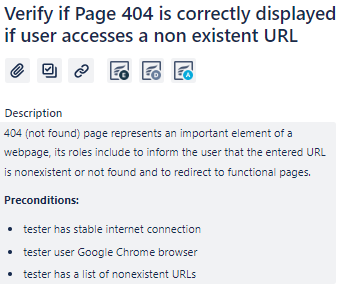 Verify if Page 404 is correctly displayed
if user accesses a non existent URL
Description
404 (not found) page represents an important element of a
webpage, its roles include to inform the user that the entered URL
is nonexistent or not found and to redirect to functional pages.
Preconditions:
• tester has stable internet connection
• tester user Google Chrome browser
• tester has a list of nonexistent URLs